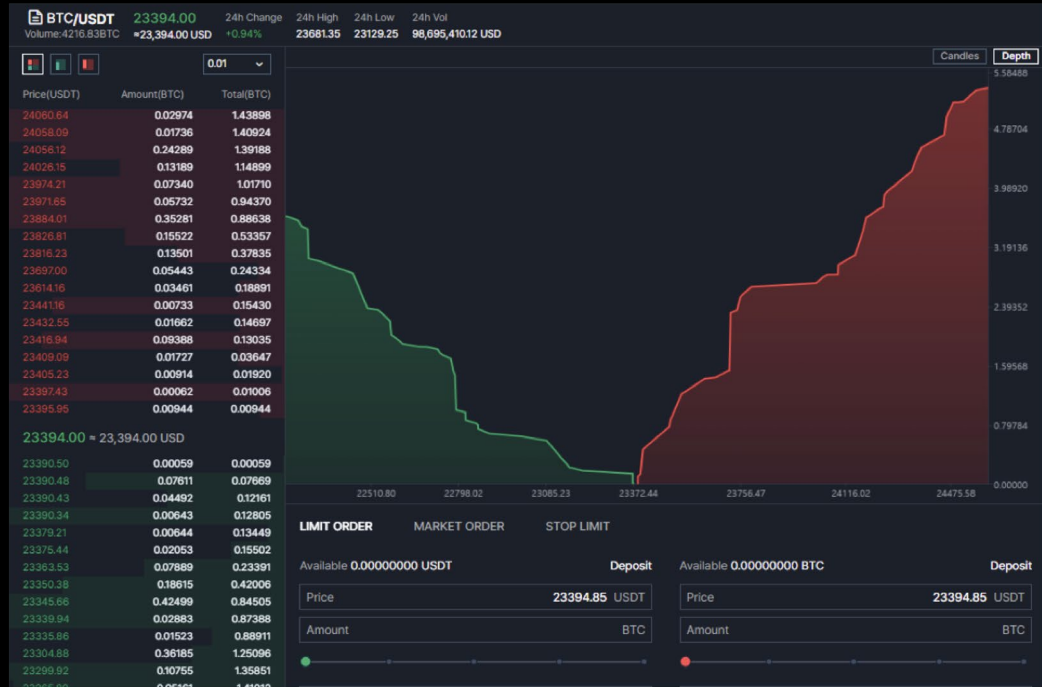 BTC/USDT 23394.00 24h Change 24h High 24h Low 24h Vol
Volume:4216.83BTC ≈23,394.00 USD +0.94% 23681.35 23129.25 98,695,410.12 USD
0.01
Candles Depth
Price(USDT) Amount(BTC) Total(BTC)
24060.64 0.02974 1.43898
24058.09 0.01736 1.40924
24056.12 0.24289 1.39188
24026.15 0.13189 1.14899
23974.21 0.07340 1.01710
23971.65 0.05732 0.94370
23884.01 0.35281 0.88638
23826.81 0.15522 0.53357
23816.23 0.13501 0.37835
23697.00 0.05443 0.24334
23614.16 0.03461 0.18891
23441.16 0.00733 0.15430
23432.55 0.01662 0.14697
23416.94 0.09388 0.13035
23409.09 0.01727 0.03647
23405.23 0.00914 0.01920
23397.43 0.00062 0.01006
23395.95 0.00944 0.00944
23394.00 ≈ 23,394.00 USD
23390.50 0.00059 0.00059
23390.48 0.07611 0.07669
23390.43 0.04492 0.12161
23390.34 0.00643 0.12805
23379.21 0.00644 0.13449
23375.44 0.02053 0.15502
23363.53 0.07889 0.23391
23350.38 0.18615 0.42006
23345.66 0.42499 0.84505
23339.94 0.02883 0.87388
23335.86 0.01523 0.88911
23304.88 0.36185 1.25096
23299.92 0.10755 1.35851
5.58488
4.78704
3.98920
3.19136
2.39352
1.59568
0.79784
0.00000
22510.80 22798.02 23085.23 23372.44 23756.47 24116.02 24475.58
LIMIT ORDER MARKET ORDER STOP LIMIT
Available 0.00000000 USDT Deposit Available 0.00000000 BTC Deposit
Price 23394.85 USDT Price 23394.85 USDT
Amount BTC Amount BTC